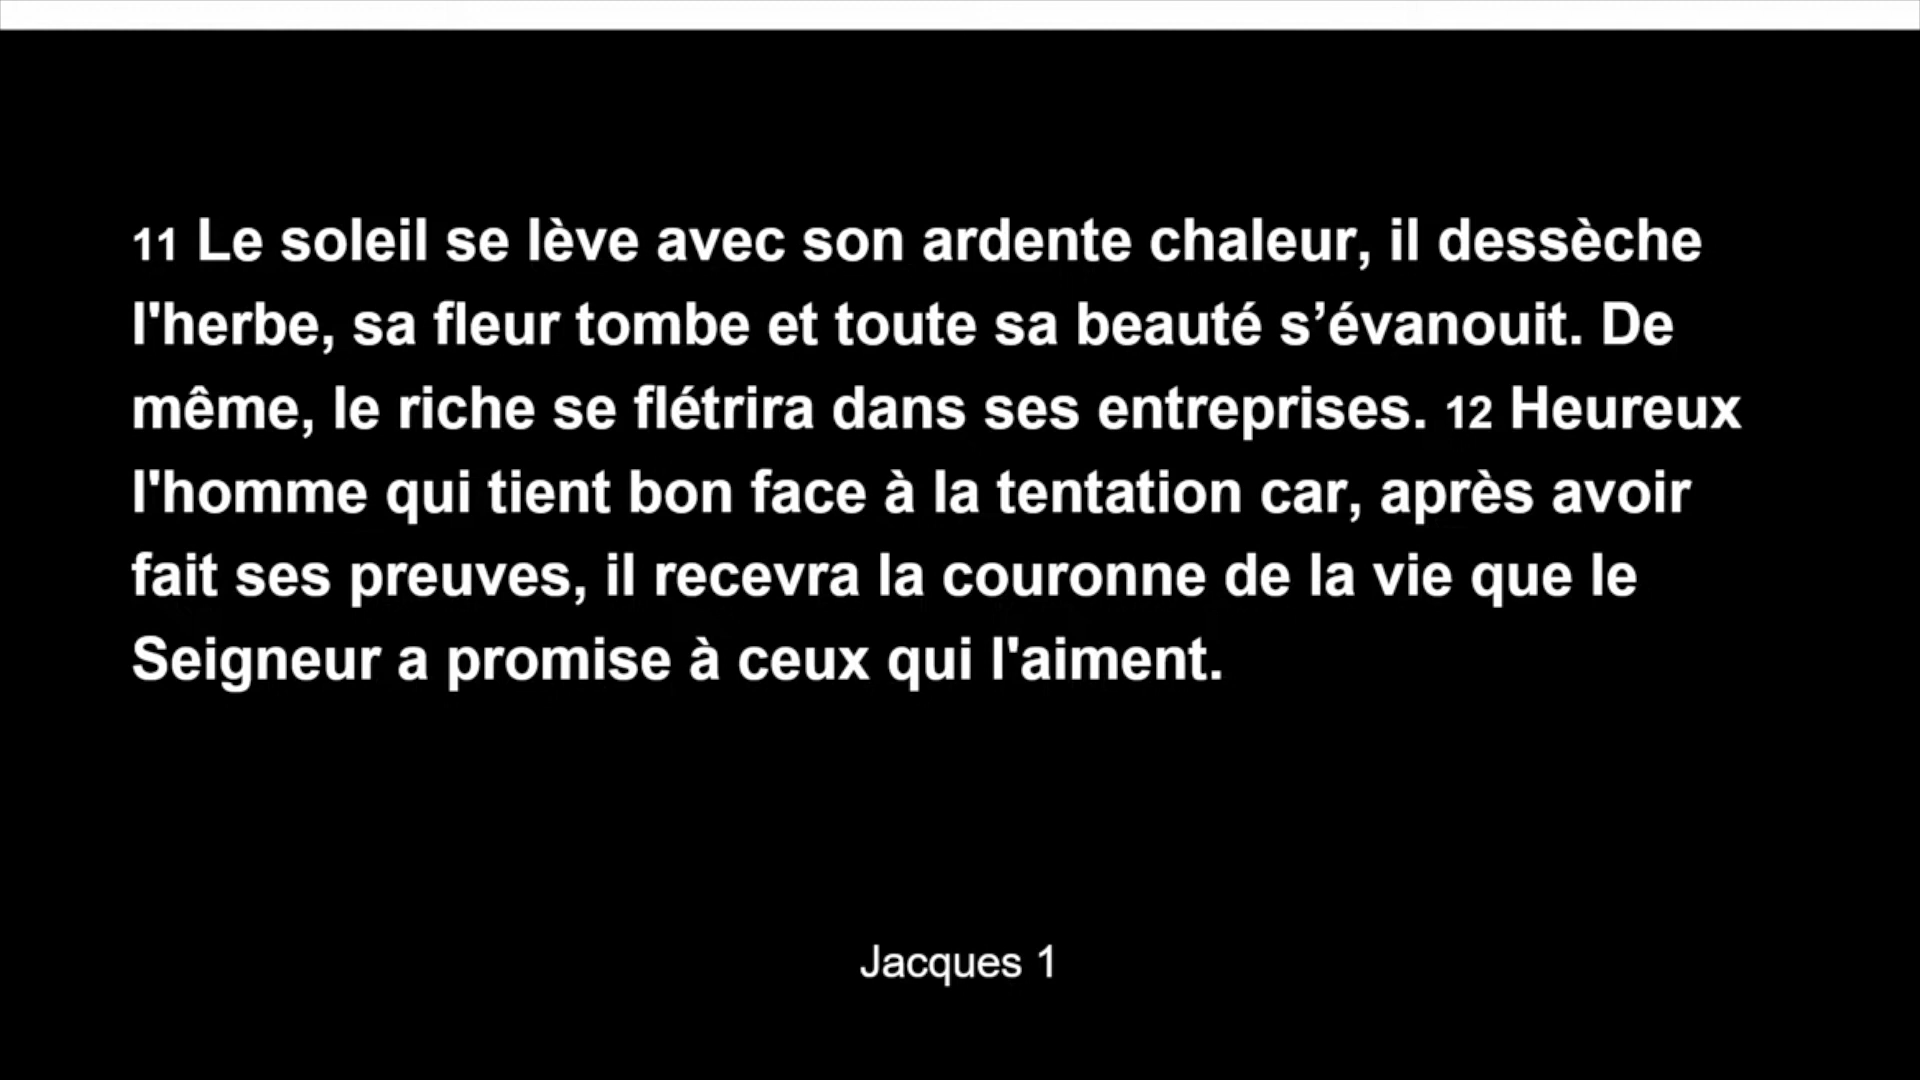 11 Le soleil se lève avec son ardente chaleur, il dessèche
l'herbe, sa fleur tombe et toute sa beauté s’évanouit. De
même, le riche se flétrira dans ses entreprises. 12 Heureux
l'homme qui tient bon face à la tentation car, après avoir
fait ses preuves, il recevra la couronne de la vie que le
Seigneur a promise à ceux qui l'aiment.
Jacques 1